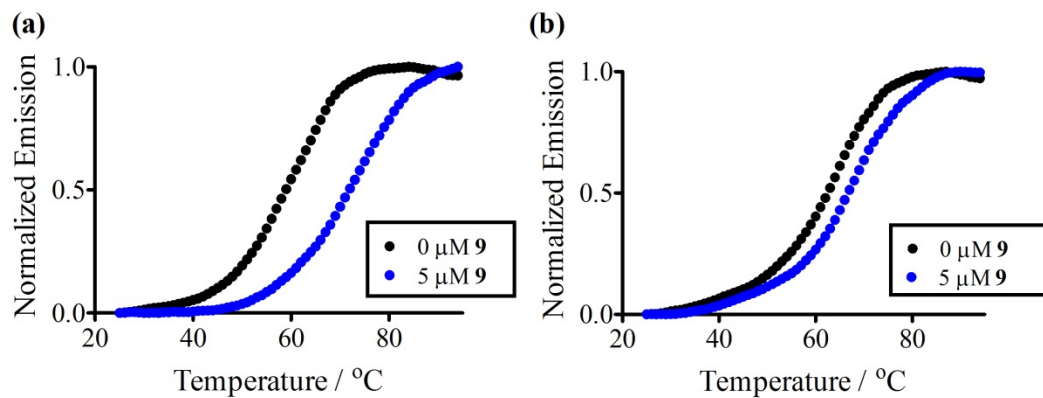 (a)
Normalized Emission
1.0
0.5
0.0
20
40
60
80
Temperature / °C
0 µM 9
5 µM 9
(b)
Normalized Emission
1.0
0.5
0.0
20
40
60
80
Temperature / °C
0 µM 9
5 µM 9